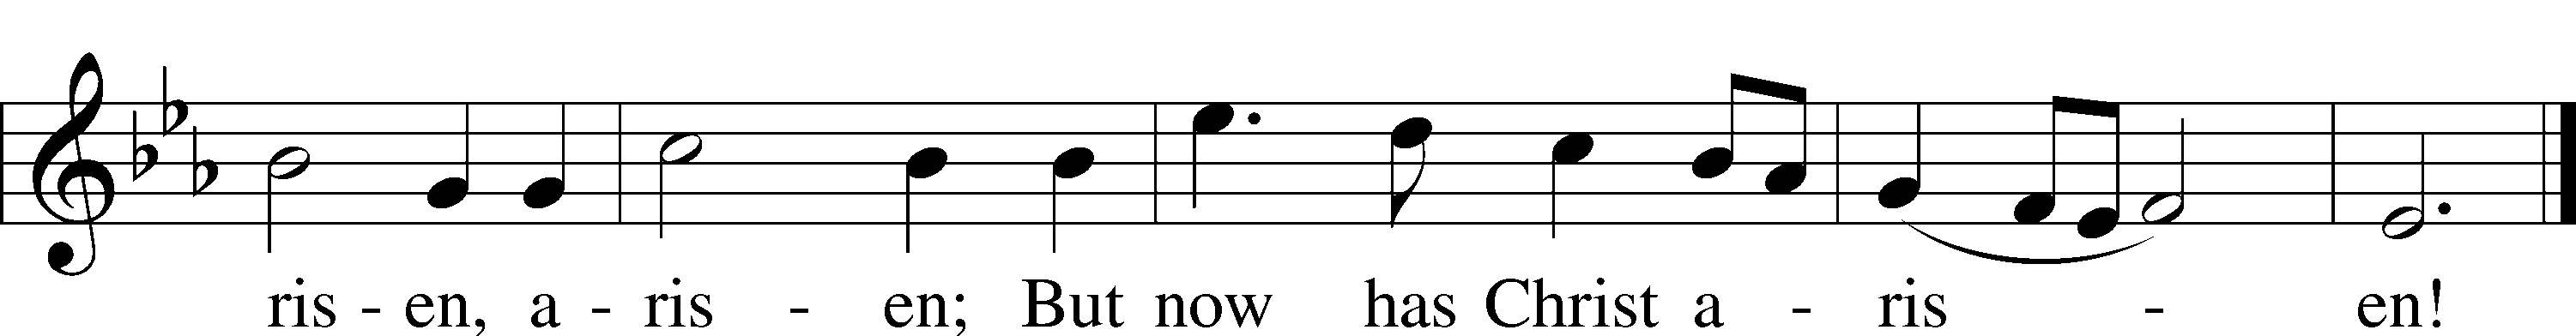 ris - en, a - ris - en; But now has Christ a - ris - en!